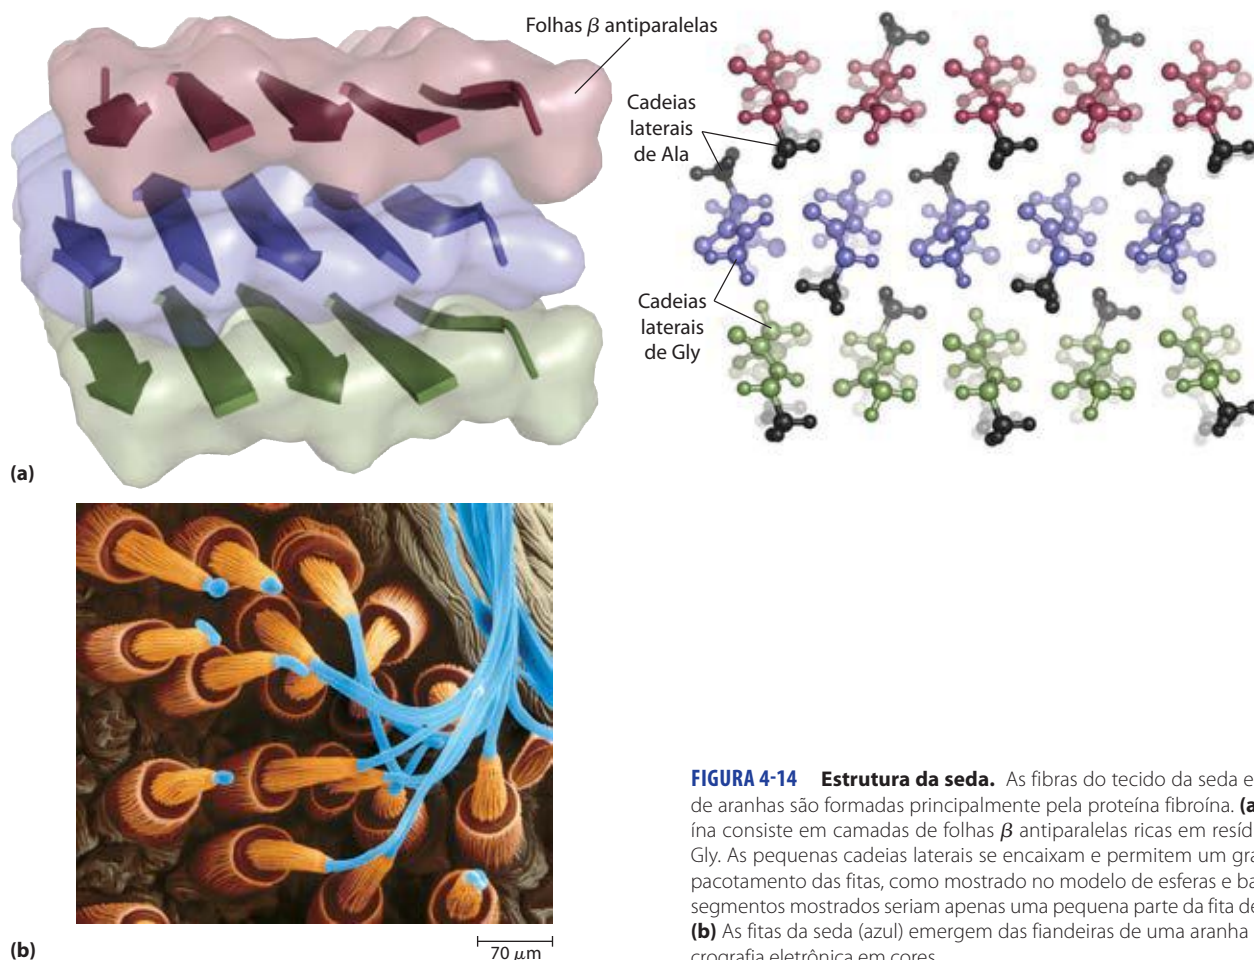 Folhas β antiparalelas
Cadeias
laterais
de Ala
Cadeias
laterais
de Gly
(a)
(b)
70 μm
FIGURA 4-14 Estrutura da seda. As fibras do tecido da seda e
de aranhas são formadas principalmente pela proteína fibroína. (a
ína consiste em camadas de folhas β antiparalelas ricas em resíd
Gly. As pequenas cadeias laterais se encaixam e permitem um gra
pacotamento das fitas, como mostrado no modelo de esferas e ba
segmentos mostrados seriam apenas uma pequena parte da fita de
(b) As fitas da seda (azul) emergem das fiandeiras de uma aranha
crografia eletrônica em cores